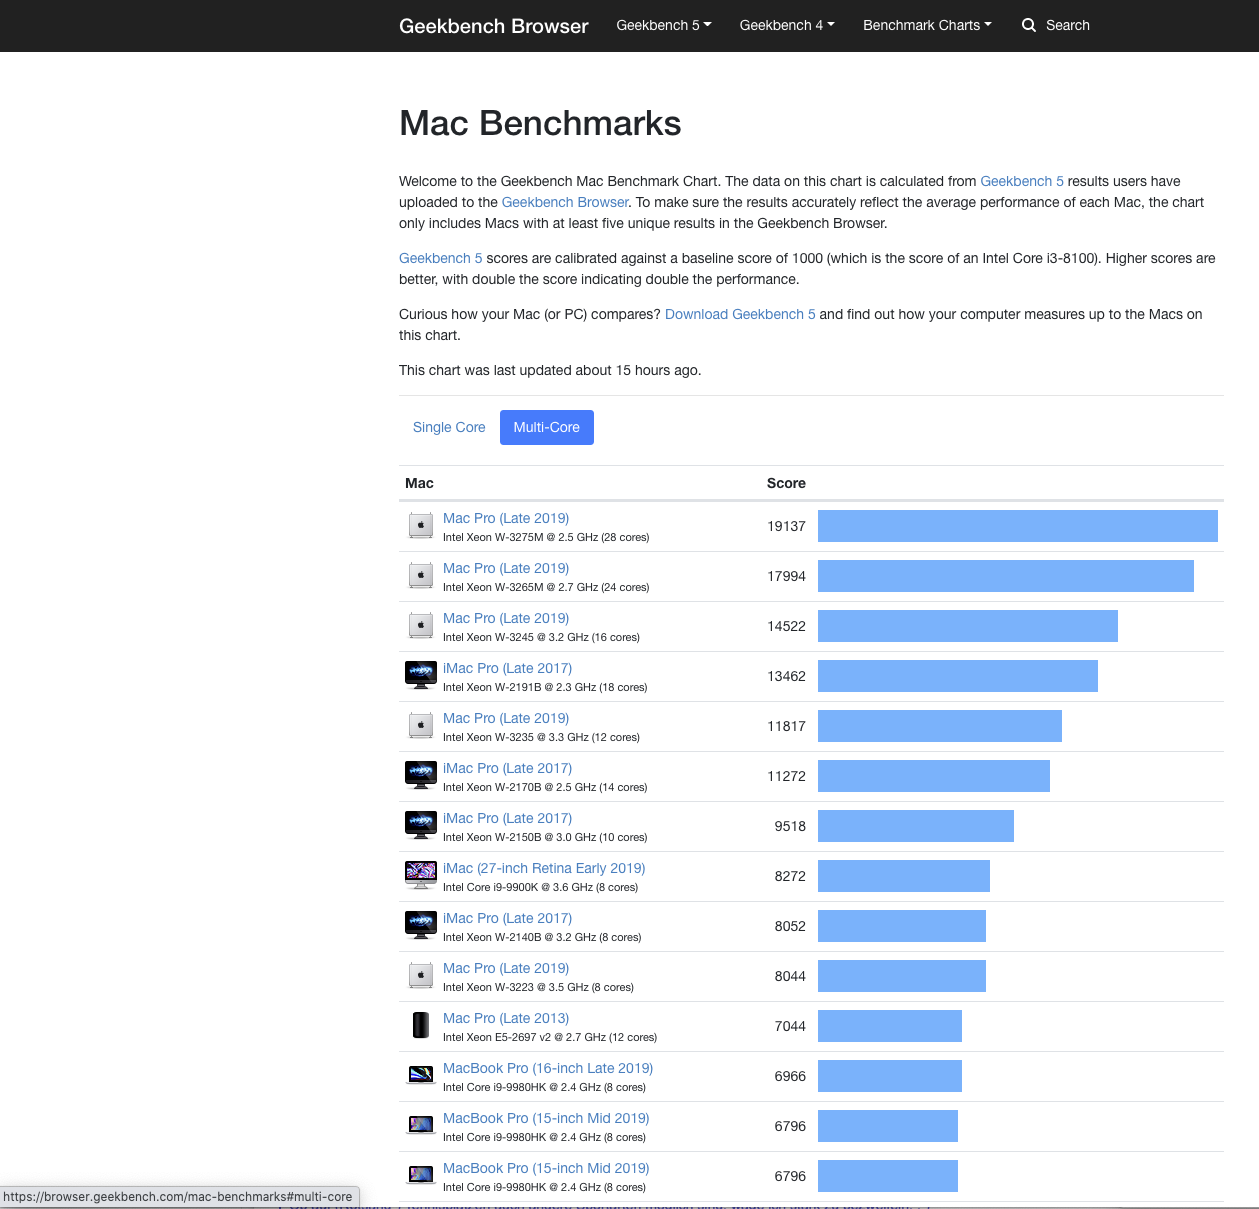 Geekbench Browser Geekbench 5 Geekbench 4 Benchmark Charts Search
Mac Benchmarks
Welcome to the Geekbench Mac Benchmark Chart. The data on this chart is calculated from Geekbench 5 results users have
uploaded to the Geekbench Browser. To make sure the results accurately reflect the average performance of each Mac, the chart
only includes Macs with at least five unique results in the Geekbench Browser.
Geekbench 5 scores are calibrated against a baseline score of 1000 (which is the score of an Intel Core i3-8100). Higher scores are
better, with double the score indicating double the performance.
Curious how your Mac (or PC) compares? Download Geekbench 5 and find out how your computer measures up to the Macs on
this chart.
This chart was last updated about 15 hours ago.
Single Core Multi-Core
Mac Score
Mac Pro (Late 2019)
Intel Xeon W-3275M @ 2.5 GHz (28 cores)
19137
Mac Pro (Late 2019)
Intel Xeon W-3265M @ 2.7 GHz (24 cores)
17994
Mac Pro (Late 2019)
Intel Xeon W-3245 @ 3.2 GHz (16 cores)
14522
iMac Pro (Late 2017)
Intel Xeon W-2191B @ 2.3 GHz (18 cores)
13462
Mac Pro (Late 2019)
Intel Xeon W-3235 @ 3.3 GHz (12 cores)
11817
iMac Pro (Late 2017)
Intel Xeon W-2170B @ 2.5 GHz (14 cores)
11272
iMac Pro (Late 2017)
Intel Xeon W-2150B @ 3.0 GHz (10 cores)
9518
iMac (27-inch Retina Early 2019)
Intel Core i9-9900K @ 3.6 GHz (8 cores)
8272
iMac Pro (Late 2017)
Intel Xeon W-2140B @ 3.2 GHz (8 cores)
8052
Mac Pro (Late 2019)
Intel Xeon W-3223 @ 3.5 GHz (8 cores)
8044
Mac Pro (Late 2013)
Intel Xeon E5-2697 v2 @ 2.7 GHz (12 cores)
7044
MacBook Pro (16-inch Late 2019)
Intel Core i9-9980HK @ 2.4 GHz (8 cores)
6966
MacBook Pro (15-inch Mid 2019)
Intel Core i9-9980HK @ 2.4 GHz (8 cores)
6796
MacBook Pro (15-inch Mid 2019)
Intel Core i9-9980HK @ 2.4 GHz (8 cores)
6796
https://browser.geekbench.com/mac-benchmarks#multi-core